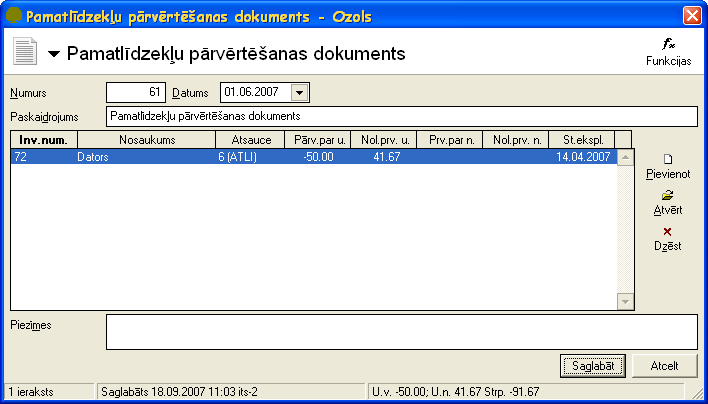 Pamatlīdzekļu pārvērtēšanas dokuments - Ozols
Pamatlīdzekļu pārvērtēšanas dokuments
Funkcijas
Numurs 61 Datums 01.06.2007
Paskaidrojums Pamatlīdzekļu pārvērtēšanas dokuments
Inv.num. Nosaukums Atsauce Pārv.par u. Nol.prv. u. Prv.par n. Nol.prv. n. St.ekspl.
72 Dators 6 (ATLI) -50.00 41.67 14.04.2007
Pievienot
Atvērt
Dzēst
Piezīmes
Saglabāt Atcelt
1 ieraksts Saglabāts 18.09.2007 11:03 its-2 U.v. -50.00; U.n. 41.67 Strp. -91.67